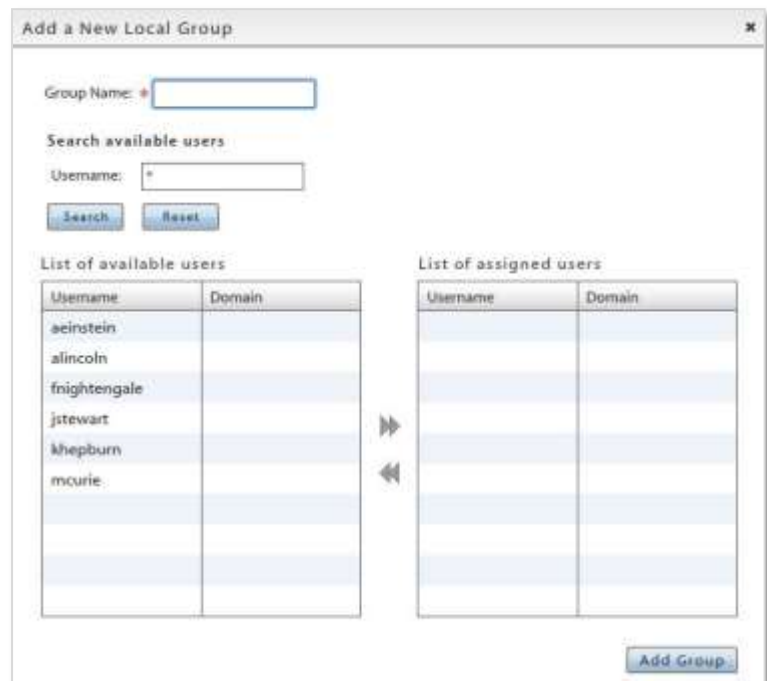 Add a New Local Group ✖
Group Name: *
Search available users
Username: *
Search Reset
List of available users List of assigned users
Username Domain Username Domain
aeinstein
alincoln
fnightengale
jstewart
khepburn
mcurie
Add Group